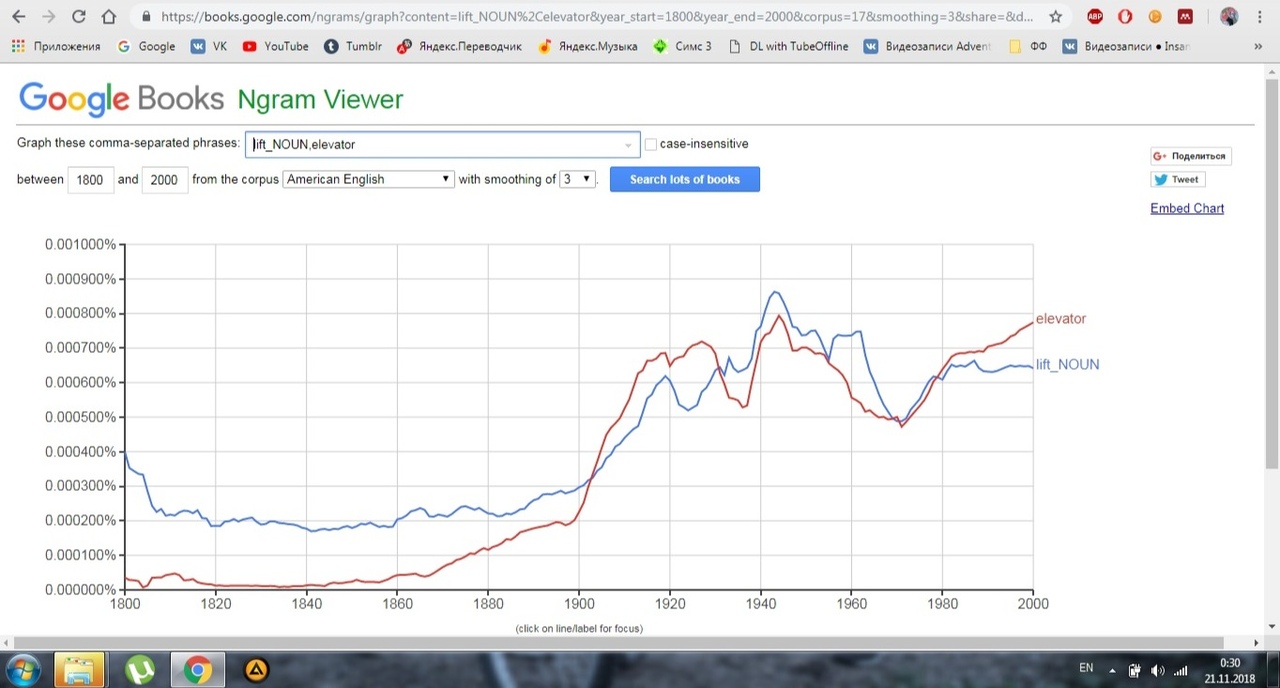 https://books.google.com/ngrams/graph?content=lift_NOUN%2Celevator&year_start=1800&year_end=2000&corpus=17&smoothing=3&share=&d...
ABP
Приложения Google VK YouTube Tumblr Яндекс.Переводчик Яндекс.Музыка Симс 3 DL with TubeOffline Видеозаписи Advent ФФ Видеозаписи • Insan »
Google Books Ngram Viewer
Graph these comma-separated phrases: lift_NOUN,elevator case-insensitive
between 1800 and 2000 from the corpus American English with smoothing of 3 . Search lots of books
G+ Поделиться
Tweet
Embed Chart
0.001000%
0.000900%
0.000800%
0.000700%
0.000600%
0.000500%
0.000400%
0.000300%
0.000200%
0.000100%
0.000000%
elevator
lift_NOUN
1800 1820 1840 1860 1880 1900 1920 1940 1960 1980 2000
(click on line/label for focus)
EN
0:30
21.11.2018